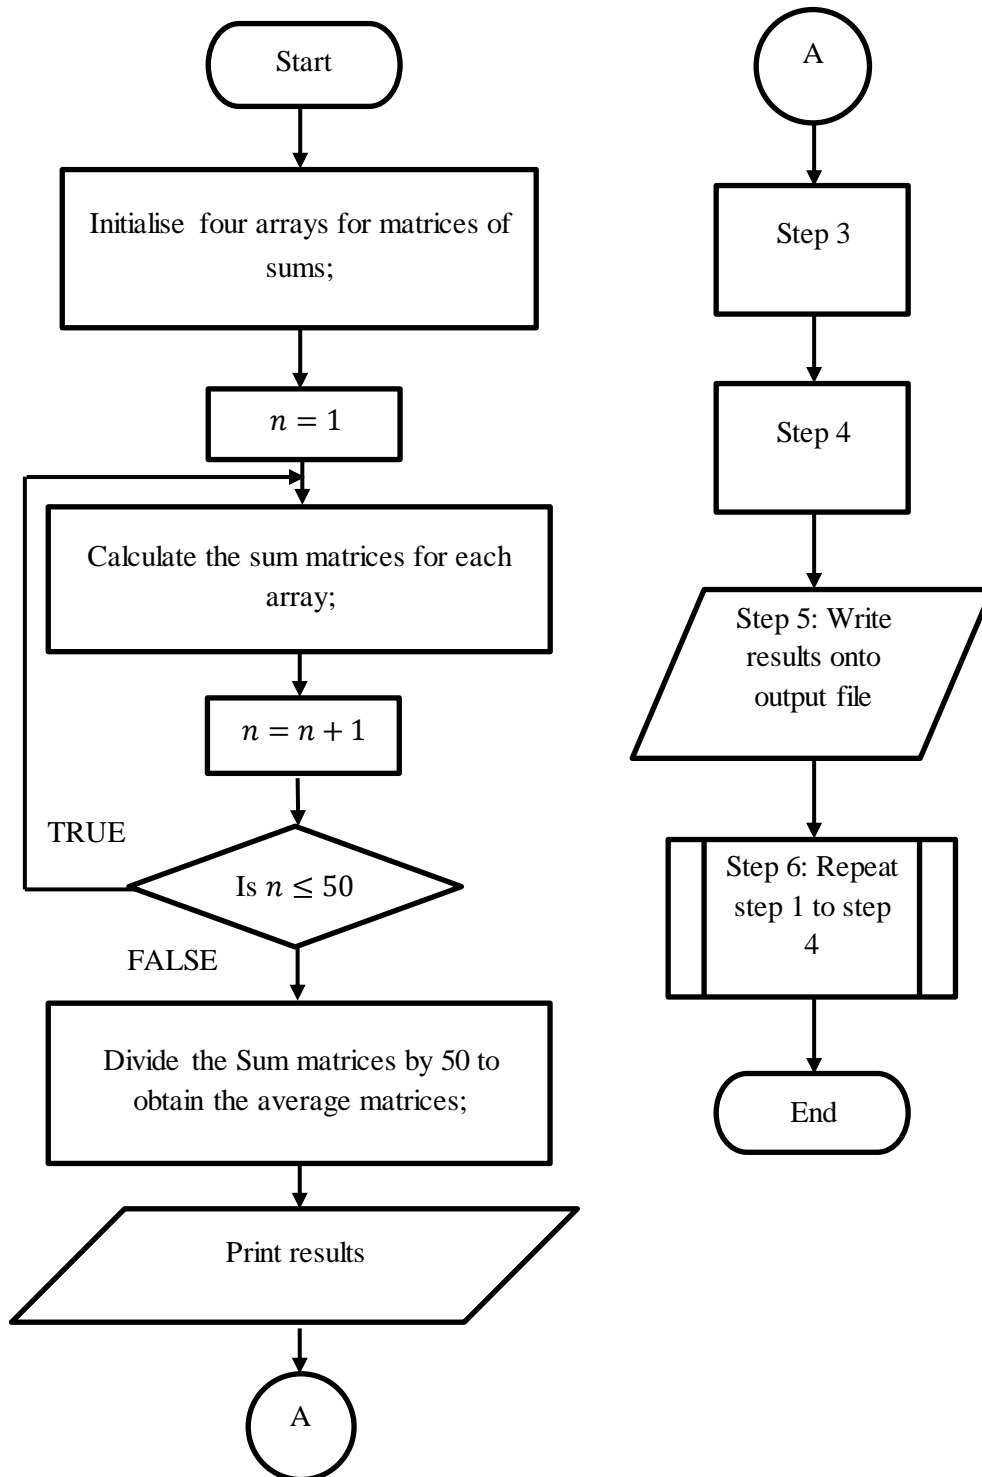 Start
Initialise four arrays for matrices of
sums;
n = 1
Calculate the sum matrices for each
array;
n = n + 1
TRUE
Is n ≤ 50
FALSE
Divide the Sum matrices by 50 to
obtain the average matrices;
Print results
A
A
Step 3
Step 4
Step 5: Write
results onto
output file
Step 6: Repeat
step 1 to step
4
End